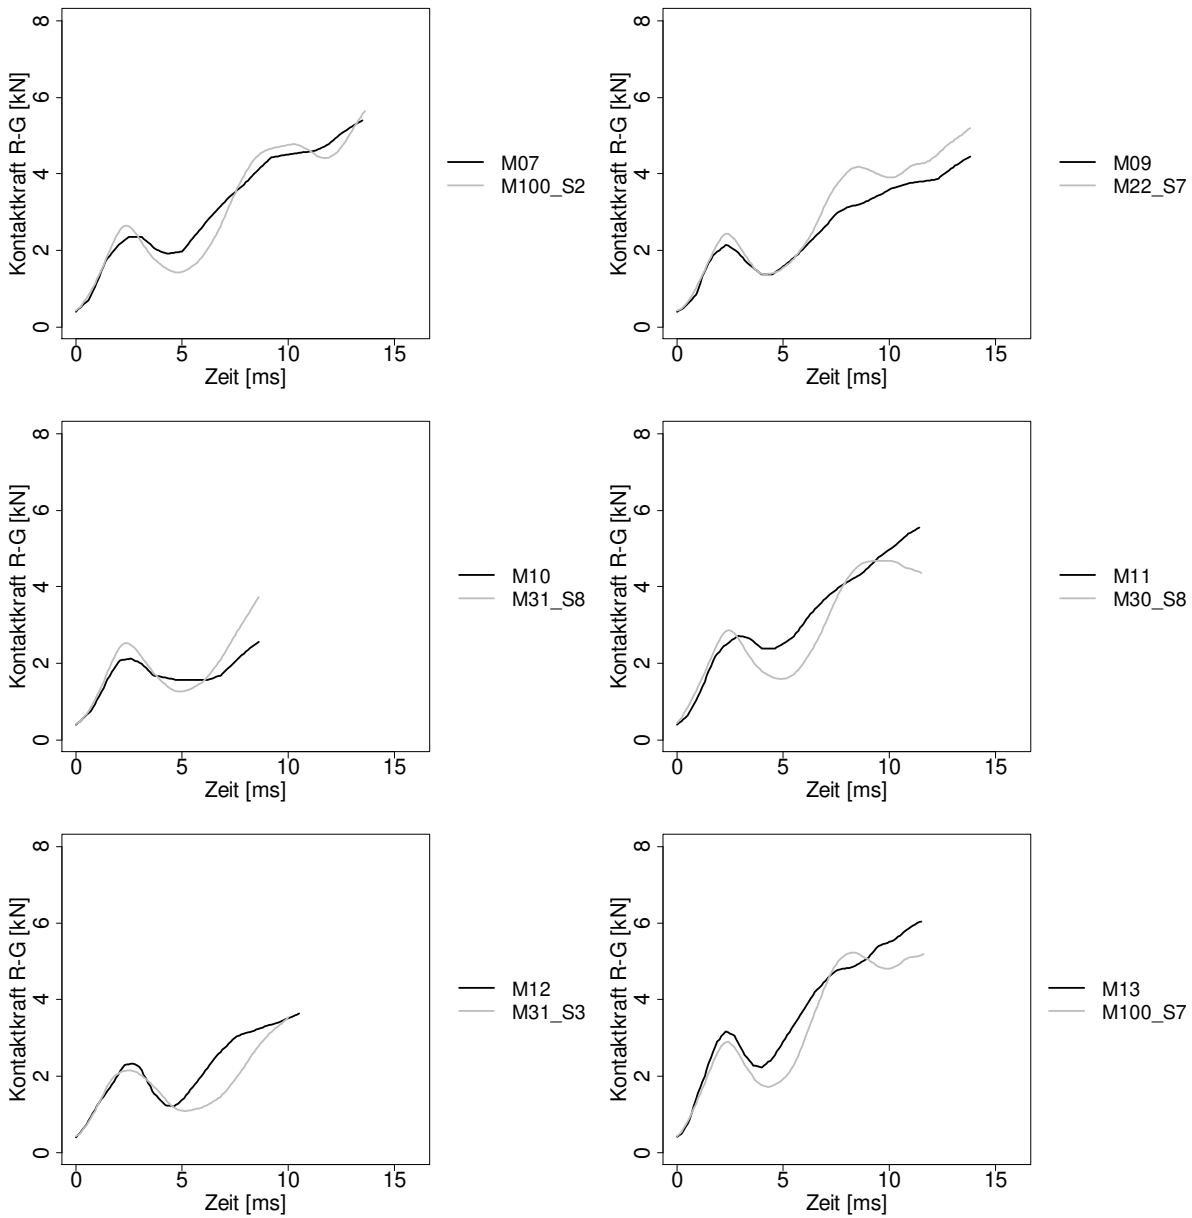 Kontaktkraft R-G [kN]
0
2
4
6
8
0
5
10
15
Zeit [ms]
M07
M100_S2
Kontaktkraft R-G [kN]
0
2
4
6
8
0
5
10
15
Zeit [ms]
M09
M22_S7
Kontaktkraft R-G [kN]
0
2
4
6
8
0
5
10
15
Zeit [ms]
M10
M31_S8
Kontaktkraft R-G [kN]
0
2
4
6
8
0
5
10
15
Zeit [ms]
M11
M30_S8
Kontaktkraft R-G [kN]
0
2
4
6
8
0
5
10
15
Zeit [ms]
M12
M31_S3
Kontaktkraft R-G [kN]
0
2
4
6
8
0
5
10
15
Zeit [ms]
M13
M100_S7